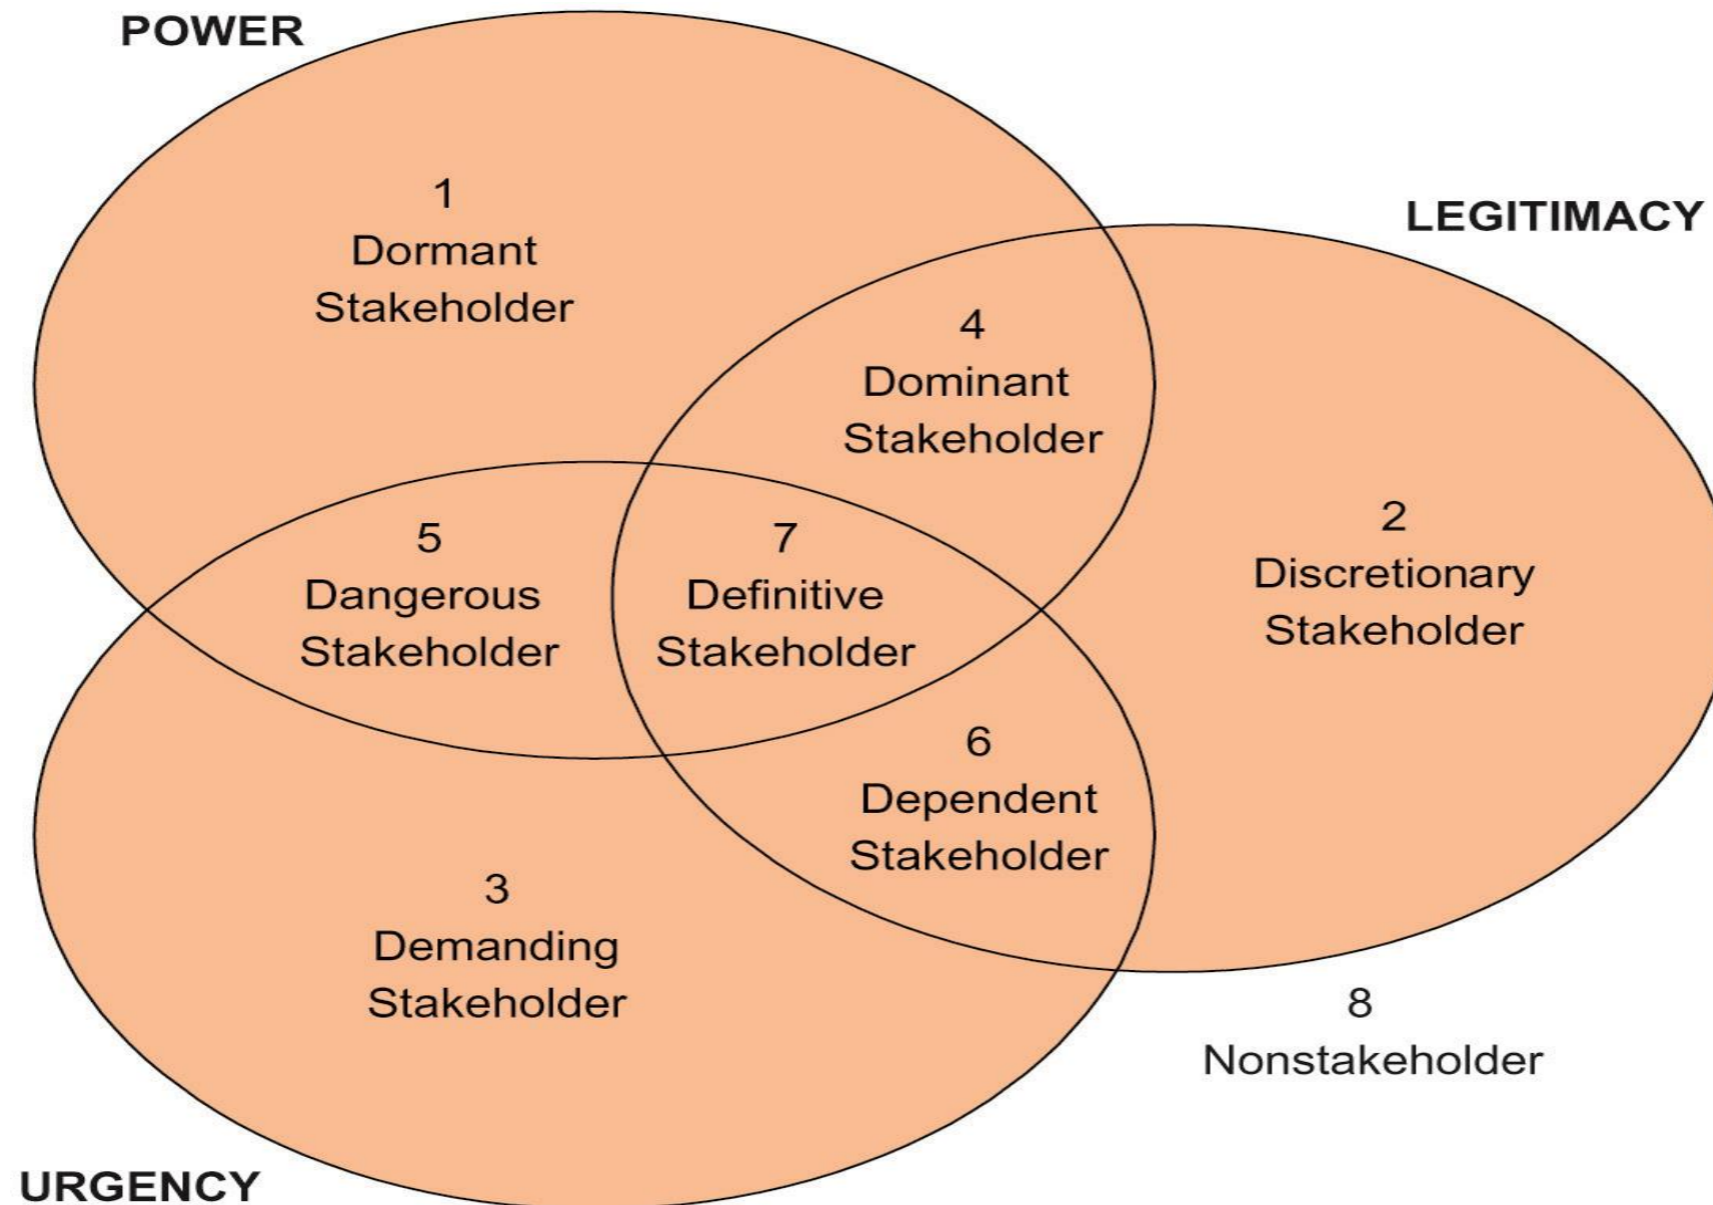 POWER
1
Dormant
Stakeholder
LEGITIMACY
4
Dominant
Stakeholder
5
Dangerous
Stakeholder
7
Definitive
Stakeholder
2
Discretionary
Stakeholder
6
Dependent
Stakeholder
3
Demanding
Stakeholder
8
Nonstakeholder
URGENCY